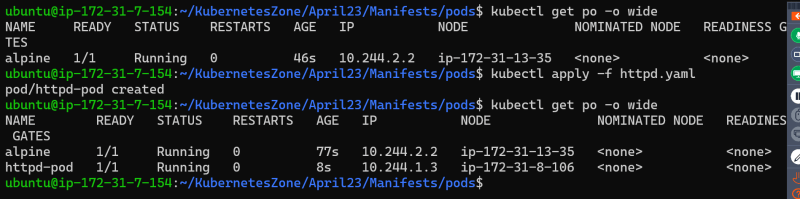 ubuntu@ip-172-31-7-154:~/KubernetesZone/April23/Manifests/pods$ kubectl get po -o wide
NAME     READY   STATUS    RESTARTS   AGE   IP           NODE              NOMINATED NODE   READINESS GA
TES
alpine   1/1     Running   0          46s   10.244.2.2   ip-172-31-13-35   <none>           <none>
ubuntu@ip-172-31-7-154:~/KubernetesZone/April23/Manifests/pods$ kubectl apply -f httpd.yaml
pod/httpd-pod created
ubuntu@ip-172-31-7-154:~/KubernetesZone/April23/Manifests/pods$ kubectl get po -o wide
NAME        READY   STATUS    RESTARTS   AGE   IP           NODE              NOMINATED NODE   READINES
 GATES
alpine      1/1     Running   0          77s   10.244.2.2   ip-172-31-13-35   <none>           <none>
httpd-pod   1/1     Running   0          8s    10.244.1.3   ip-172-31-8-106   <none>           <none>
ubuntu@ip-172-31-7-154:~/KubernetesZone/April23/Manifests/pods$